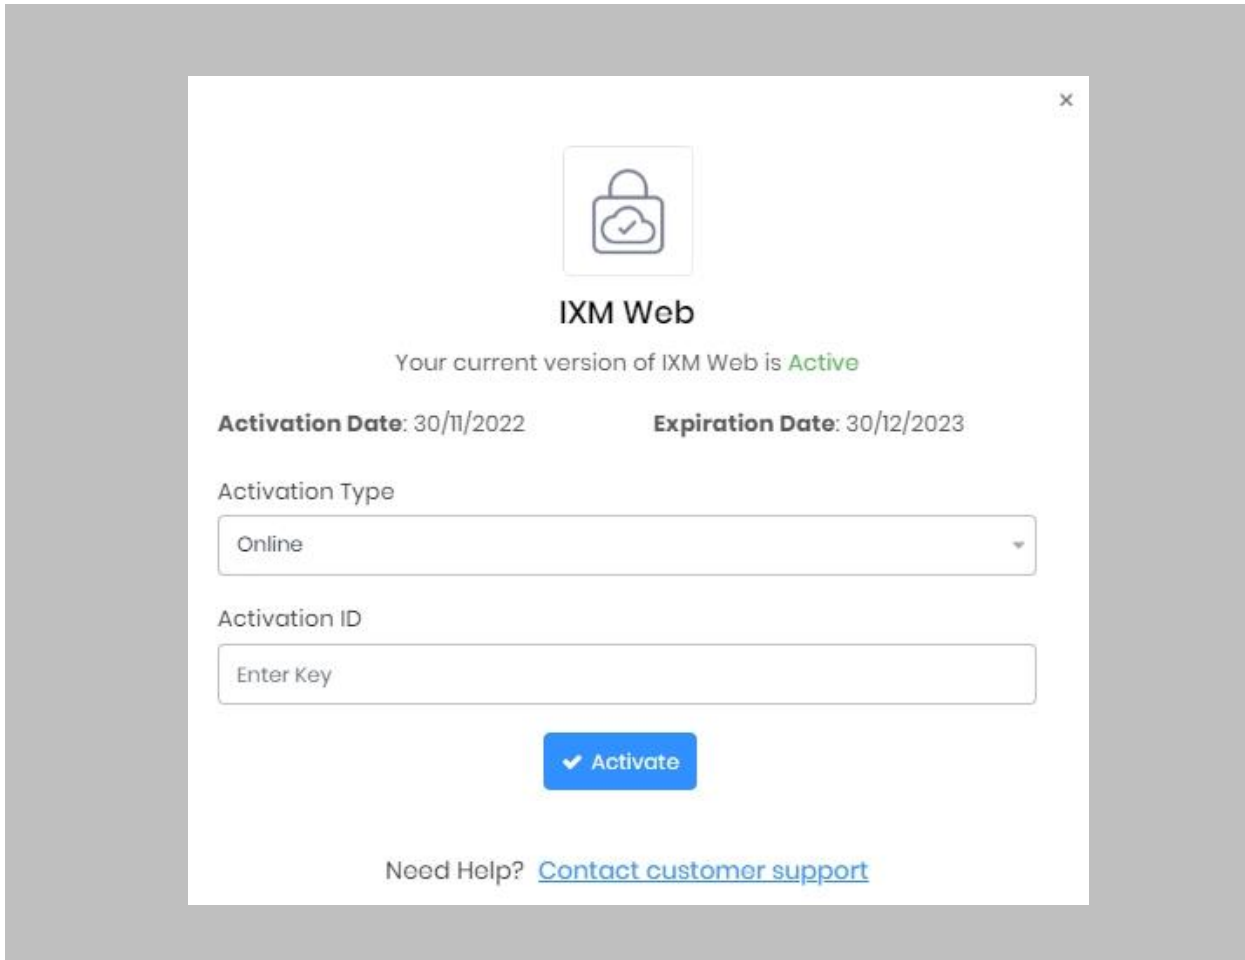 ×
IXM Web
Your current version of IXM Web is Active
Activation Date: 30/11/2022 Expiration Date: 30/12/2023
Activation Type
Online
Activation ID
Enter Key
Activate
Need Help? Contact customer support